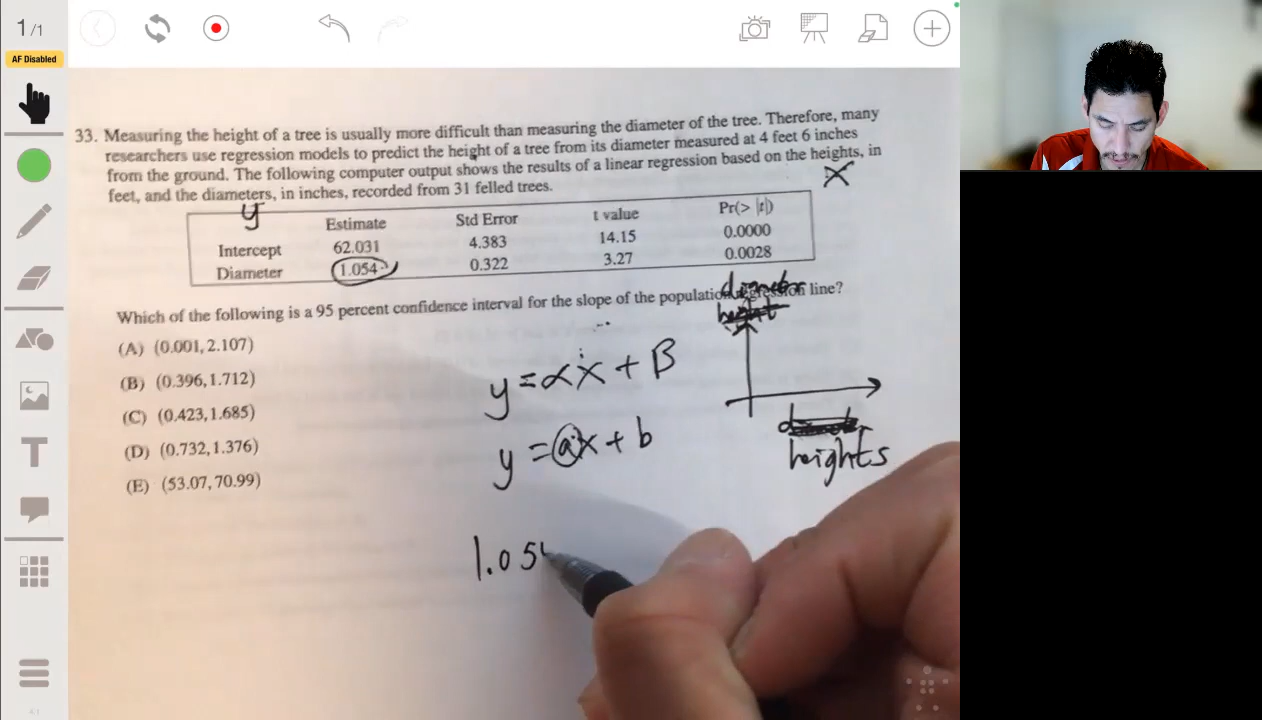 1/1
AF Disabled
33. Measuring the height of a tree is usually more difficult than measuring the diameter of the tree. Therefore, many
researchers use regression models to predict the height of a tree from its diameter measured at 4 feet 6 inches
from the ground. The following computer output shows the results of a linear regression based on the heights, in
feet, and the diameters, in inches, recorded from 31 felled trees.
x
y
Estimate Std Error t value Pr(> |t|)
Intercept 62.031 4.383 14.15 0.0000
Diameter 1.054 0.322 3.27 0.0028
Which of the following is a 95 percent confidence interval for the slope of the population regression line?
diameter
height
(A) (0.001, 2.107)
(B) (0.396, 1.712)
(C) (0.423, 1.685)
(D) (0.732, 1.376)
(E) (53.07, 70.99)
y = αx + β
y = ax + b
heights
1.05
T